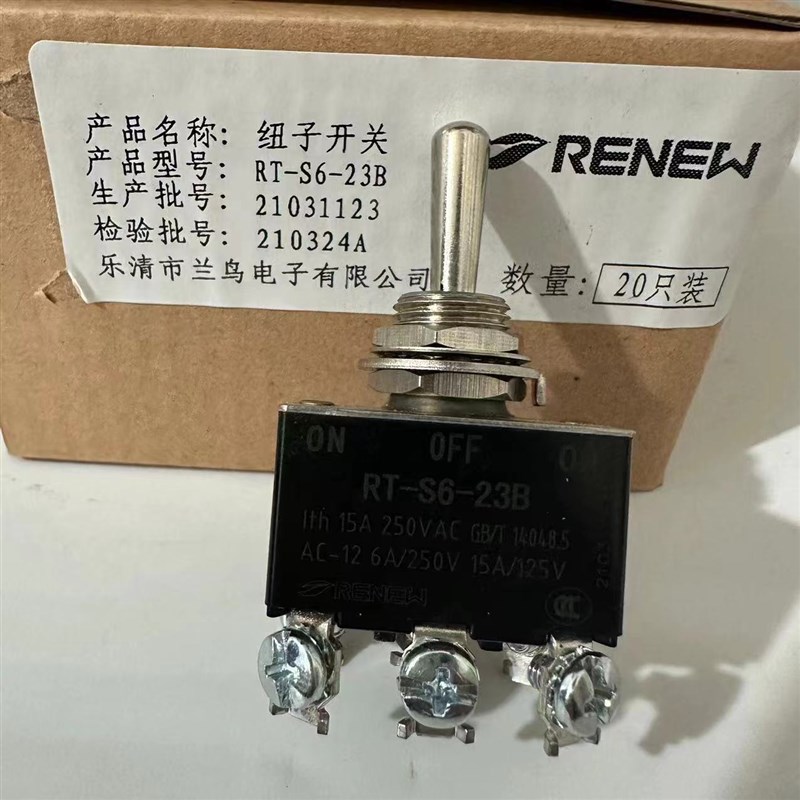 产品名称: 纽子开关
产品型号: RT-S6-23B
生产批号: 21031123
检验批号: 210324A
乐清市兰鸟电子有限公司
RENEW
数量: 20只装
ON OFF
RT-S6-23B
Ith 15A 250VAC GB/T 14048.5
AC-12 6A/250V 15A/125V
RENEW
CCC